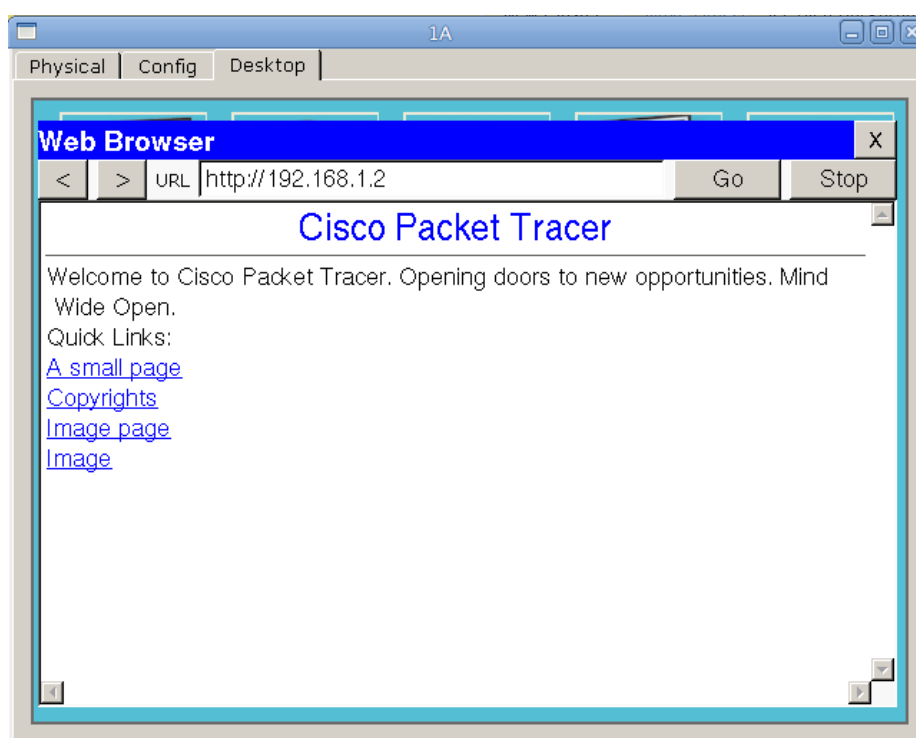 1A
Physical Config Desktop
Web Browser X
< > URL http://192.168.1.2 Go Stop
Cisco Packet Tracer
Welcome to Cisco Packet Tracer. Opening doors to new opportunities. Mind
Wide Open.
Quick Links:
A small page
Copyrights
Image page
Image